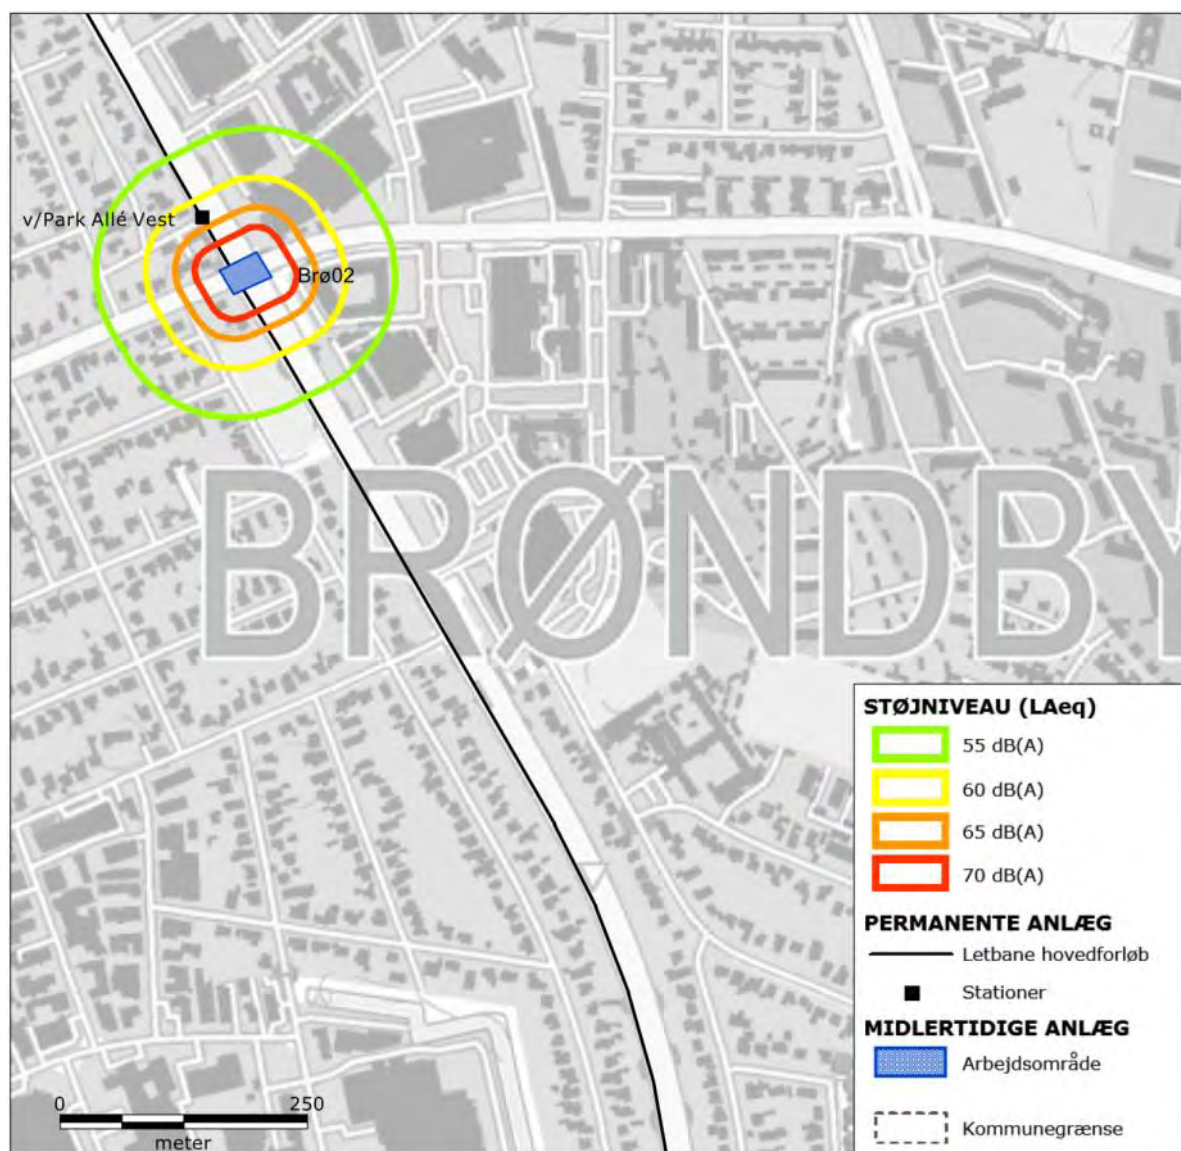 v/Park Allé Vest
Brø02
BRØNDBY
STØJNIVEAU (LAeq)
55 dB(A)
60 dB(A)
65 dB(A)
70 dB(A)
PERMANENTE ANLÆG
Letbane hovedforløb
Stationer
MIDLERTIDIGE ANLÆG
Arbejdsområde
Kommunegrænse
0 250
meter